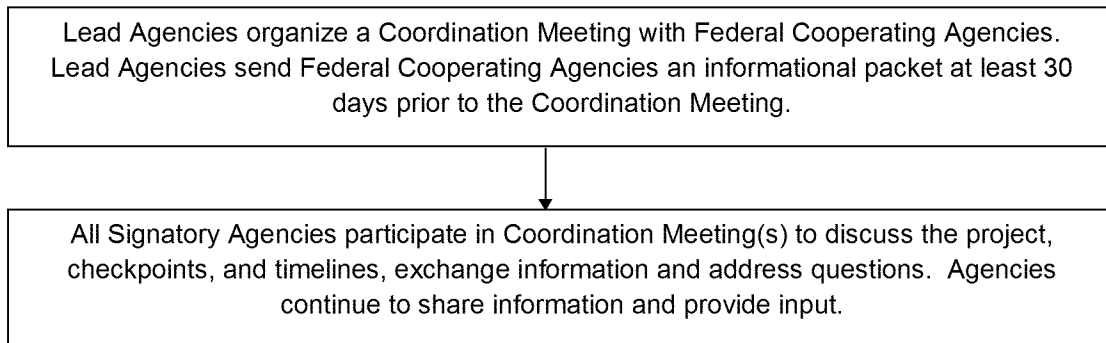 Lead Agencies organize a Coordination Meeting with Federal Cooperating Agencies.
Lead Agencies send Federal Cooperating Agencies an informational packet at least 30
days prior to the Coordination Meeting.
All Signatory Agencies participate in Coordination Meeting(s) to discuss the project,
checkpoints, and timelines, exchange information and address questions.  Agencies
continue to share information and provide input.